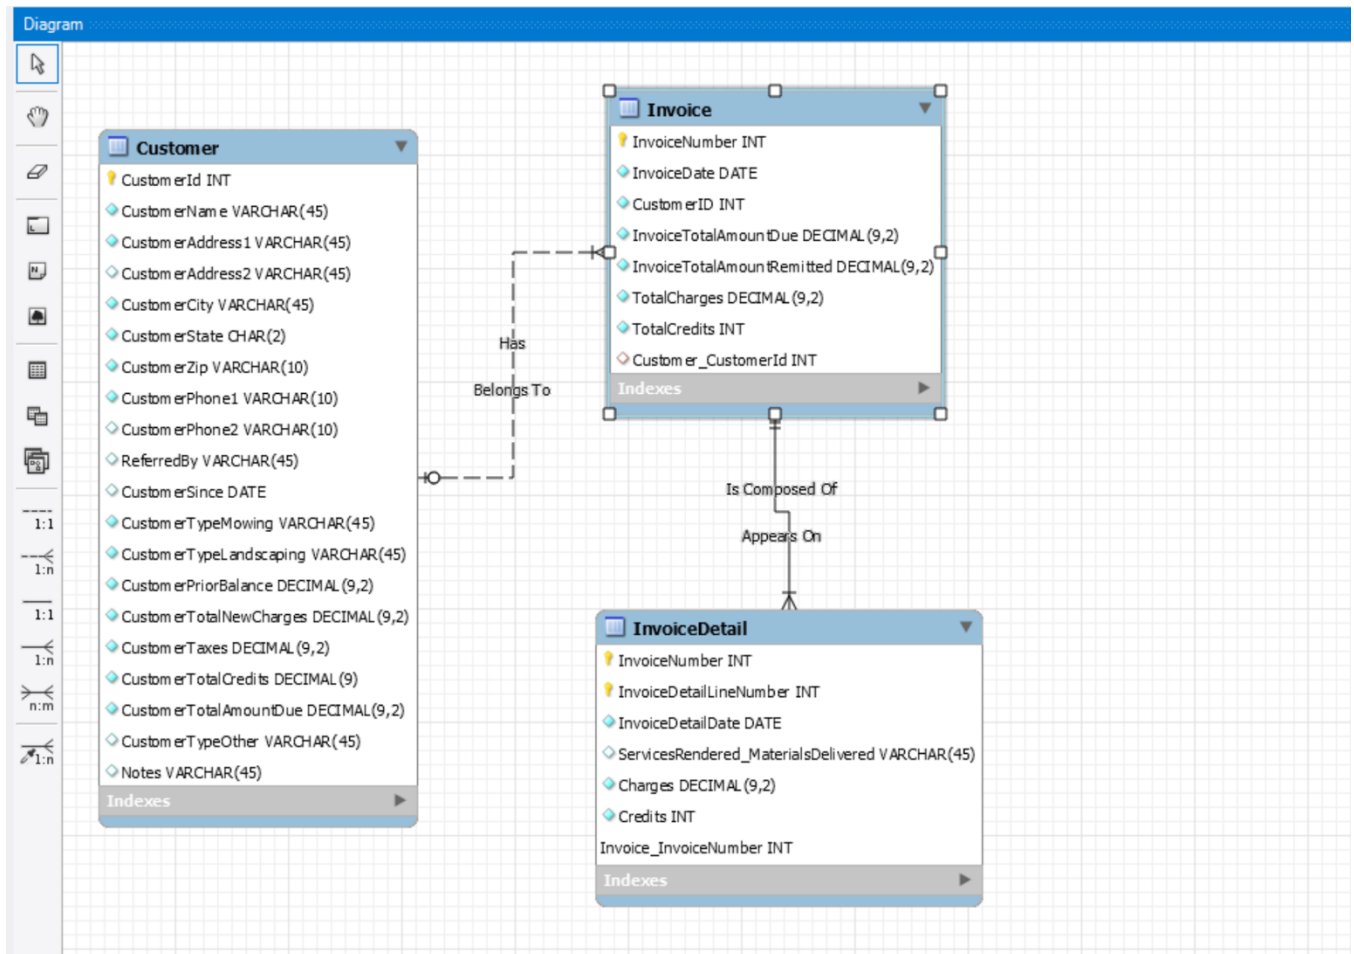 Diagram
1:1
1:n
1:1
1:n
n:m
1:n
Customer
CustomerId INT
CustomerName VARCHAR(45)
CustomerAddress1 VARCHAR(45)
CustomerAddress2 VARCHAR(45)
CustomerCity VARCHAR(45)
CustomerState CHAR(2)
CustomerZip VARCHAR(10)
CustomerPhone1 VARCHAR(10)
CustomerPhone2 VARCHAR(10)
ReferredBy VARCHAR(45)
CustomerSince DATE
CustomerTypeMowing VARCHAR(45)
CustomerTypeLandscaping VARCHAR(45)
CustomerPriorBalance DECIMAL(9,2)
CustomerTotalNewCharges DECIMAL(9,2)
CustomerTaxes DECIMAL(9,2)
CustomerTotalCredits DECIMAL(9)
CustomerTotalAmountDue DECIMAL(9,2)
CustomerTypeOther VARCHAR(45)
Notes VARCHAR(45)
Indexes
Has
Belongs To
Invoice
InvoiceNumber INT
InvoiceDate DATE
CustomerID INT
InvoiceTotalAmountDue DECIMAL(9,2)
InvoiceTotalAmountRemitted DECIMAL(9,2)
TotalCharges DECIMAL(9,2)
TotalCredits INT
Customer_CustomerId INT
Indexes
Is Composed Of
Appears On
InvoiceDetail
InvoiceNumber INT
InvoiceDetailLineNumber INT
InvoiceDetailDate DATE
ServicesRendered_MaterialsDelivered VARCHAR(45)
Charges DECIMAL(9,2)
Credits INT
Invoice_InvoiceNumber INT
Indexes